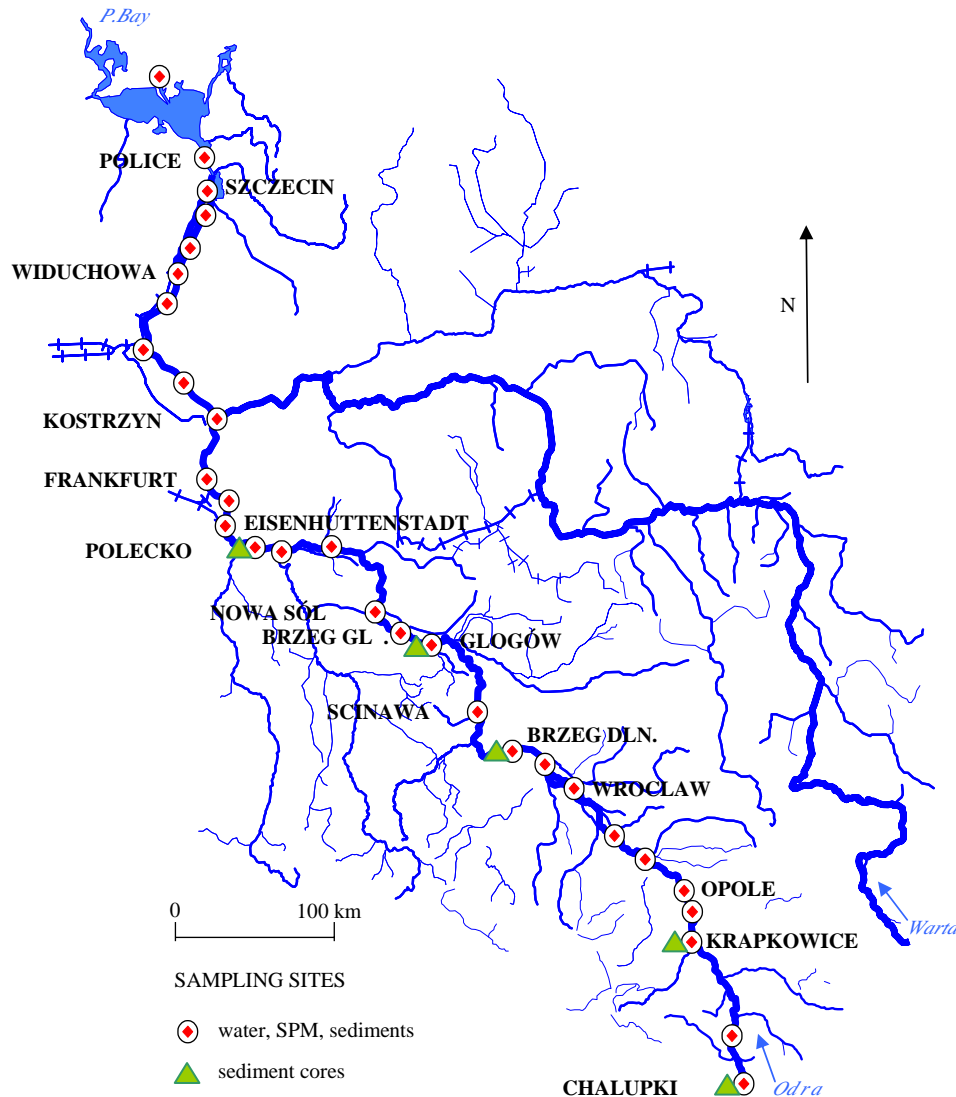 P.Bay
POLICE
SZCZECIN
WIDUCHOWA
N
KOSTRZYN
FRANKFURT
EISENHUTTENSTADT
POLECKO
NOWA SÓL
BRZEG GL .
GLOGÓW
SCINAWA
BRZEG DLN.
WROCLAW
OPOLE
0 100 km
Warta
KRAPKOWICE
SAMPLING SITES
water, SPM, sediments
sediment cores
CHALUPKI
Odra